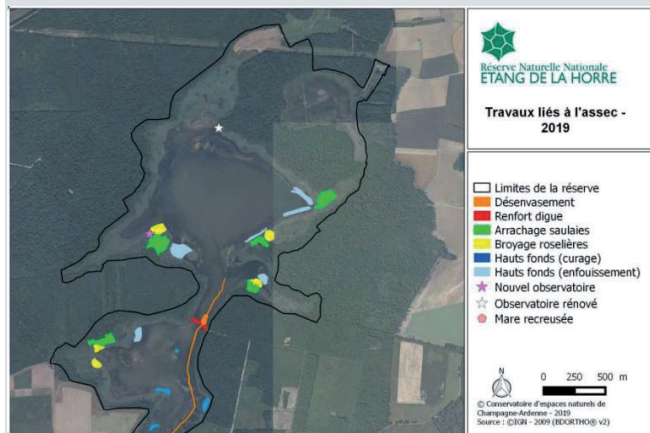 Réserve Naturelle Nationale
ETANG DE LA HORRE
Travaux liés à l'assec -
2019
Limites de la réserve
Désenvasement
Renfort digue
Arrachage saulaies
Broyage roselières
Hauts fonds (curage)
Hauts fonds (enfouissement)
Nouvel observatoire
Observatoire rénové
Mare recreusée
N
0 250 500 m
© Conservatoire d'espaces naturels de
Champagne-Ardenne - 2019
Source : ©IGN - 2009 (BDORTHO® v2)